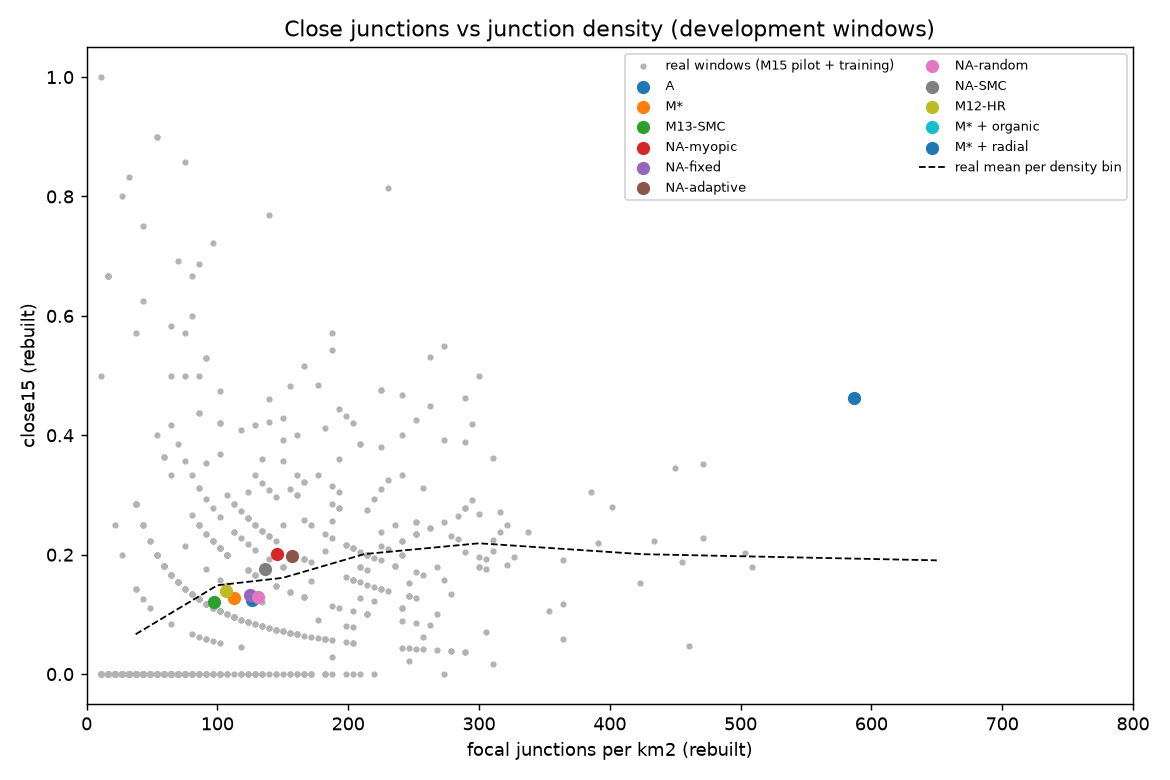 Close junctions vs junction density (development windows)
real windows (M15 pilot + training)
A
M*
M13-SMC
NA-myopic
NA-fixed
NA-adaptive
NA-random
NA-SMC
M12-HR
M* + organic
M* + radial
real mean per density bin
close15 (rebuilt)
1.0
0.8
0.6
0.4
0.2
0.0
0 100 200 300 400 500 600 700 800
focal junctions per km2 (rebuilt)